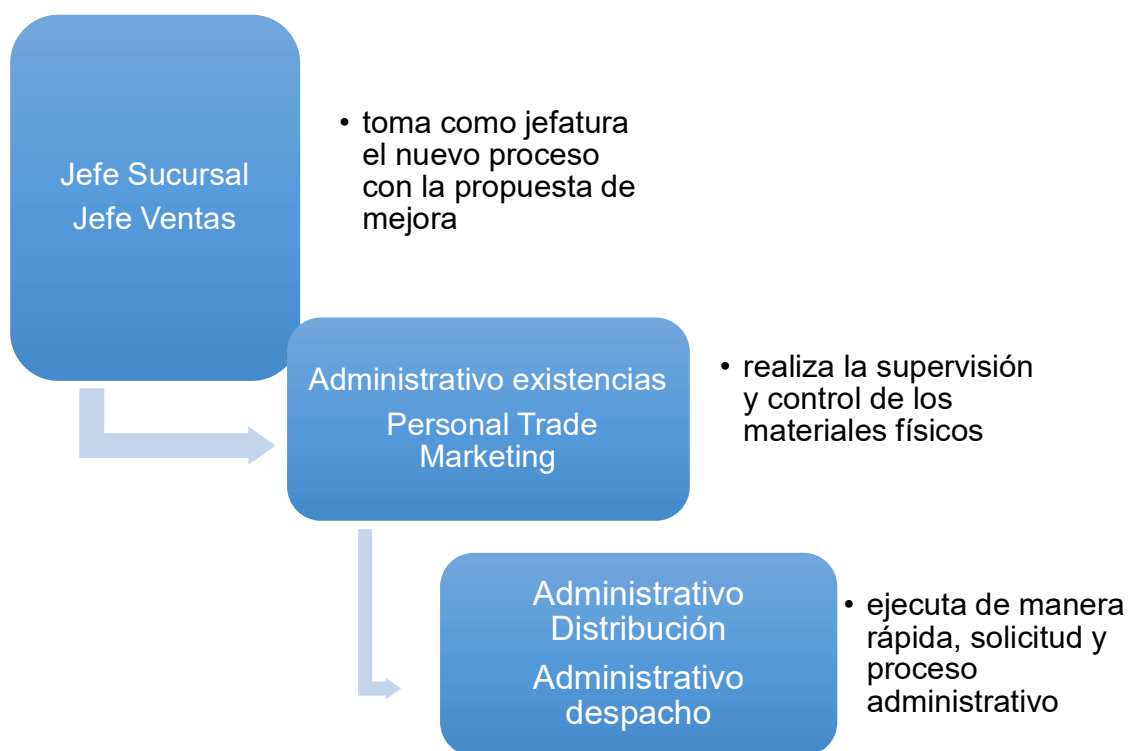 Jefe Sucursal
Jefe Ventas
• toma como jefatura
el nuevo proceso
con la propuesta de
mejora
Administrativo existencias
Personal Trade
Marketing
• realiza la supervisión
y control de los
materiales físicos
Administrativo
Distribución
Administrativo
despacho
• ejecuta de manera
rápida, solicitud y
proceso
administrativo